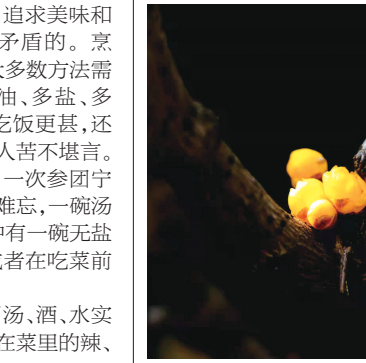 追求美味和
矛盾的。烹
大多数方法需
油、多盐、多
吃饭更甚,还
人苦不堪言。
一次参团宁
难忘,一碗汤
中有一碗无盐
或者在吃菜前
汤、酒、水实
在菜里的辣、